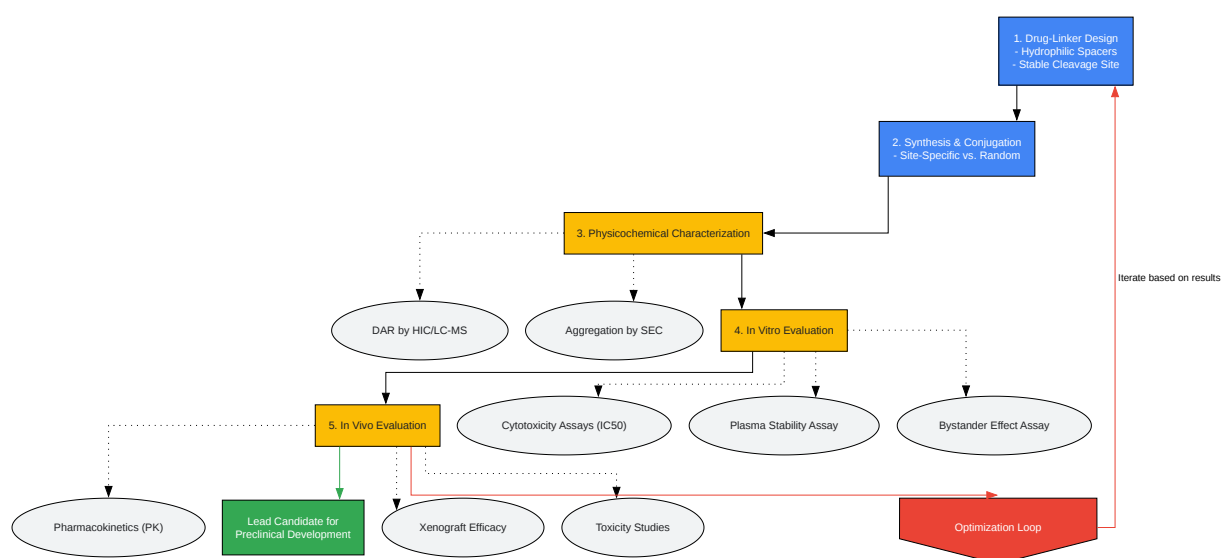 1. Drug-Linker Design
- Hydrophilic Spacers
- Stable Cleavage Site
2. Synthesis & Conjugation
- Site-Specific vs. Random
3. Physicochemical Characterization
Iterate based on results
DAR by HIC/LC-MS
Aggregation by SEC
4. In Vitro Evaluation
5. In Vivo Evaluation
Cytotoxicity Assays (IC50)
Plasma Stability Assay
Bystander Effect Assay
Pharmacokinetics (PK)
Lead Candidate for
Preclinical Development
Xenograft Efficacy
Toxicity Studies
Optimization Loop